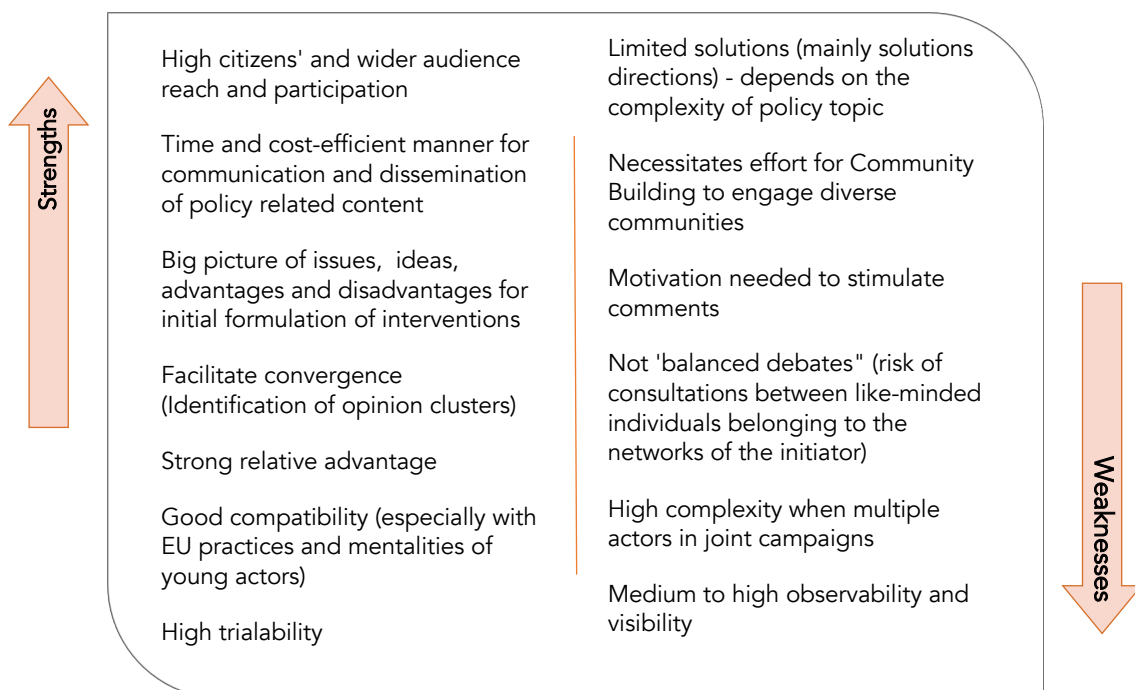 Strengths
High citizens' and wider audience
reach and participation
Time and cost-efficient manner for
communication and dissemination
of policy related content
Big picture of issues,  ideas,
advantages and disadvantages for
initial formulation of interventions
Facilitate convergence
(Identification of opinion clusters)
Strong relative advantage
Good compatibility (especially with
EU practices and mentalities of
young actors)
High trialability
Limited solutions (mainly solutions
directions) - depends on the
complexity of policy topic
Necessitates effort for Community
Building to engage diverse
communities
Motivation needed to stimulate
comments
Not 'balanced debates" (risk of
consultations between like-minded
individuals belonging to the
networks of the initiator)
High complexity when multiple
actors in joint campaigns
Medium to high observability and
visibility
Weaknesses